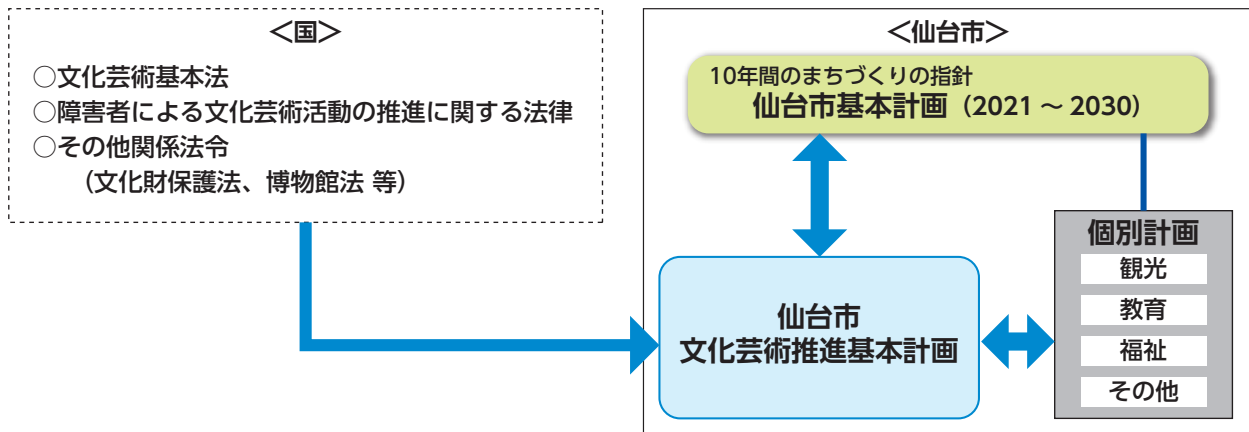 ＜国＞
○文化芸術基本法
○障害者による文化芸術活動の推進に関する法律
○その他関係法令
（文化財保護法、博物館法 等）
＜仙台市＞
10年間のまちづくりの指針
仙台市基本計画（2021 ～ 2030）
仙台市
文化芸術推進基本計画
個別計画
観光
教育
福祉
その他